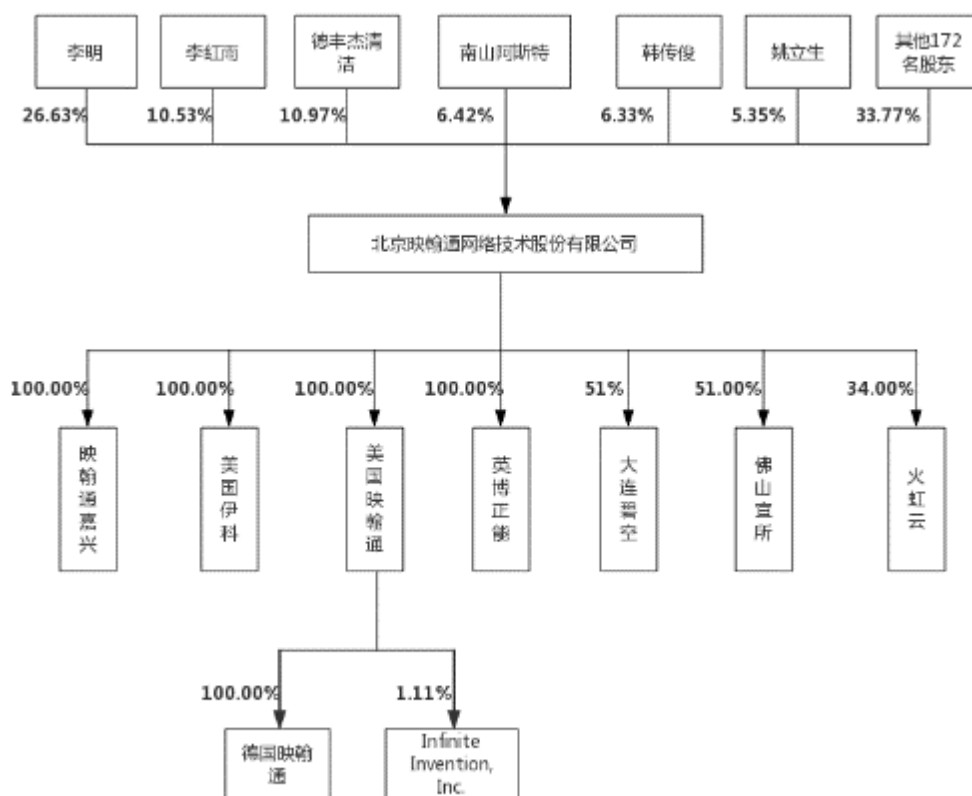 李明
李红雨
德丰杰清
洁
南山阿斯特
韩传俊
姚立生
其他172
名股东
26.63%
10.53%
10.97%
6.42%
6.33%
5.35%
33.77%
北京映翰通网络技术股份有限公司
100.00%
100.00%
100.00%
100.00%
51%
51.00%
34.00%
映翰通嘉兴
美国伊科
美国映翰通
英博正能
大连碧空
佛山宜所
火虹云
100.00%
1.11%
德国映翰
通
Infinite
Invention,
Inc.